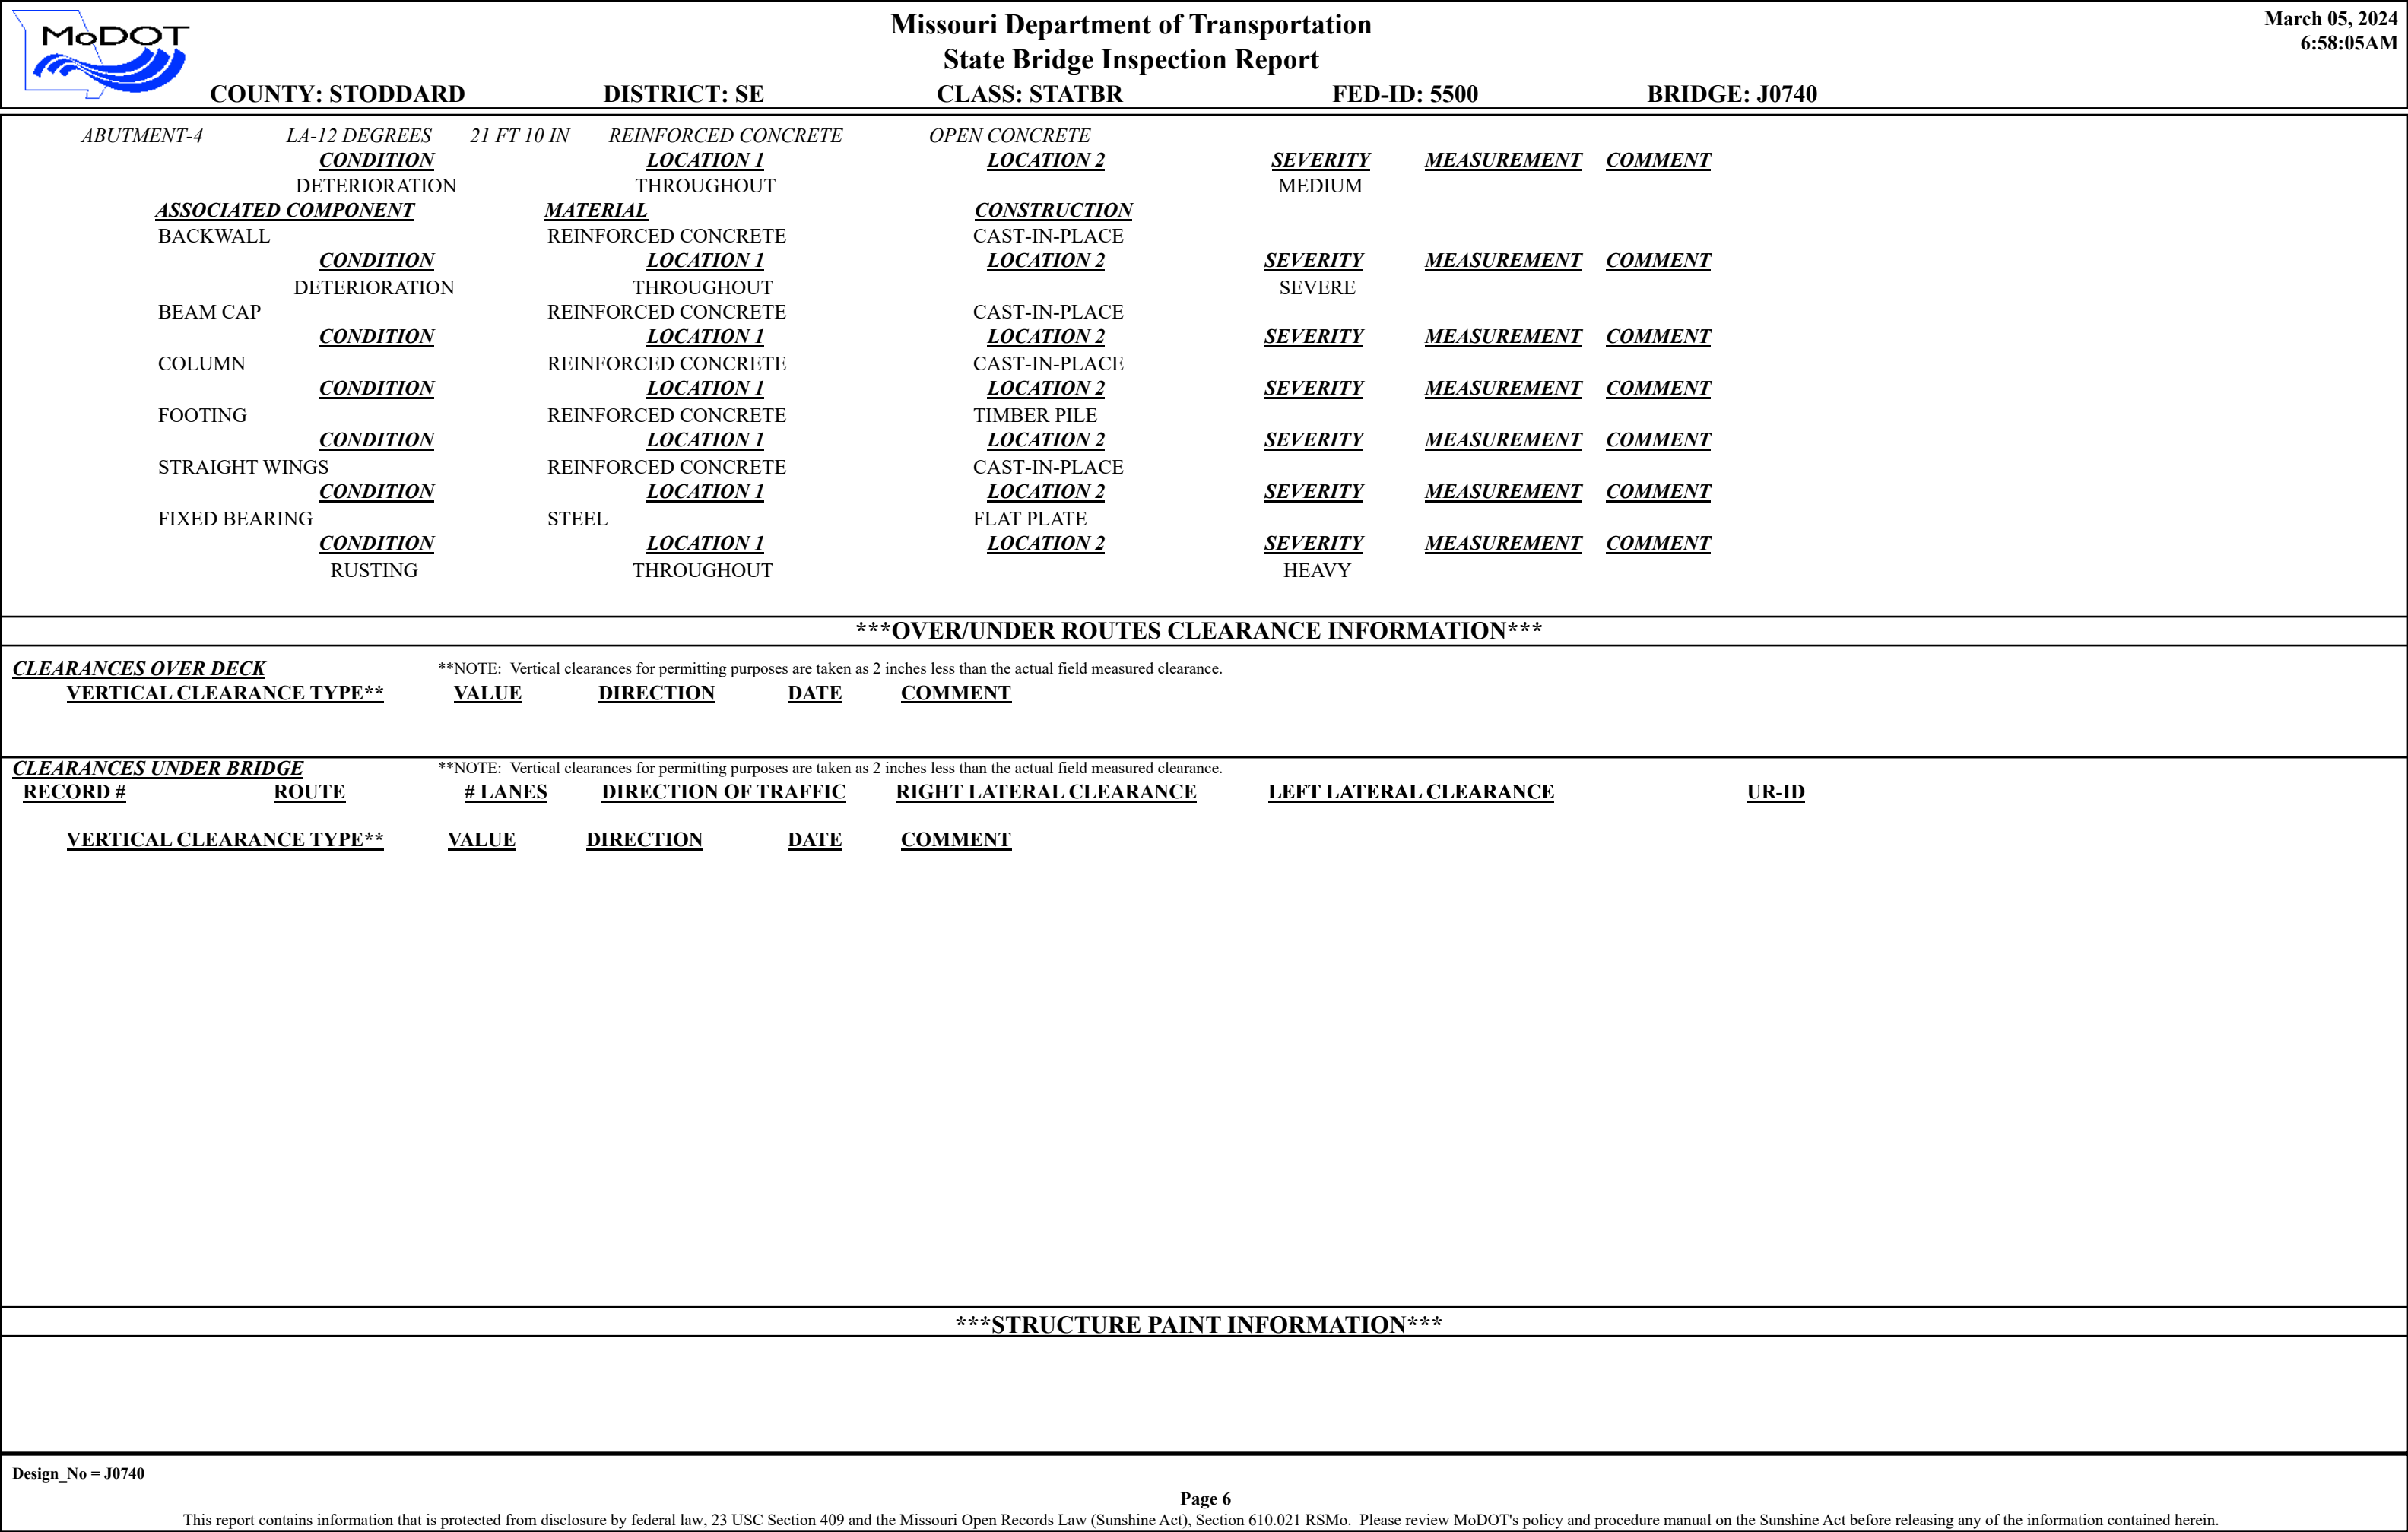 MoDOT
Missouri Department of Transportation
State Bridge Inspection Report
March 05, 2024
6:58:05AM
COUNTY: STODDARD DISTRICT: SE CLASS: STATBR FED-ID: 5500 BRIDGE: J0740
ABUTMENT-4 LA-12 DEGREES 21 FT 10 IN REINFORCED CONCRETE OPEN CONCRETE
CONDITION LOCATION 1 LOCATION 2 SEVERITY MEASUREMENT COMMENT
DETERIORATION THROUGHOUT MEDIUM
ASSOCIATED COMPONENT MATERIAL CONSTRUCTION
BACKWALL REINFORCED CONCRETE CAST-IN-PLACE
CONDITION LOCATION 1 LOCATION 2 SEVERITY MEASUREMENT COMMENT
DETERIORATION THROUGHOUT SEVERE
BEAM CAP REINFORCED CONCRETE CAST-IN-PLACE
CONDITION LOCATION 1 LOCATION 2 SEVERITY MEASUREMENT COMMENT
COLUMN REINFORCED CONCRETE CAST-IN-PLACE
CONDITION LOCATION 1 LOCATION 2 SEVERITY MEASUREMENT COMMENT
FOOTING REINFORCED CONCRETE TIMBER PILE
CONDITION LOCATION 1 LOCATION 2 SEVERITY MEASUREMENT COMMENT
STRAIGHT WINGS REINFORCED CONCRETE CAST-IN-PLACE
CONDITION LOCATION 1 LOCATION 2 SEVERITY MEASUREMENT COMMENT
FIXED BEARING STEEL FLAT PLATE
CONDITION LOCATION 1 LOCATION 2 SEVERITY MEASUREMENT COMMENT
RUSTING THROUGHOUT HEAVY
***OVER/UNDER ROUTES CLEARANCE INFORMATION***
CLEARANCES OVER DECK **NOTE: Vertical clearances for permitting purposes are taken as 2 inches less than the actual field measured clearance.
VERTICAL CLEARANCE TYPE** VALUE DIRECTION DATE COMMENT
CLEARANCES UNDER BRIDGE **NOTE: Vertical clearances for permitting purposes are taken as 2 inches less than the actual field measured clearance.
RECORD # ROUTE # LANES DIRECTION OF TRAFFIC RIGHT LATERAL CLEARANCE LEFT LATERAL CLEARANCE UR-ID
VERTICAL CLEARANCE TYPE** VALUE DIRECTION DATE COMMENT
***STRUCTURE PAINT INFORMATION***
Design_No = J0740
Page 6
This report contains information that is protected from disclosure by federal law, 23 USC Section 409 and the Missouri Open Records Law (Sunshine Act), Section 610.021 RSMo. Please review MoDOT's policy and procedure manual on the Sunshine Act before releasing any of the information contained herein.